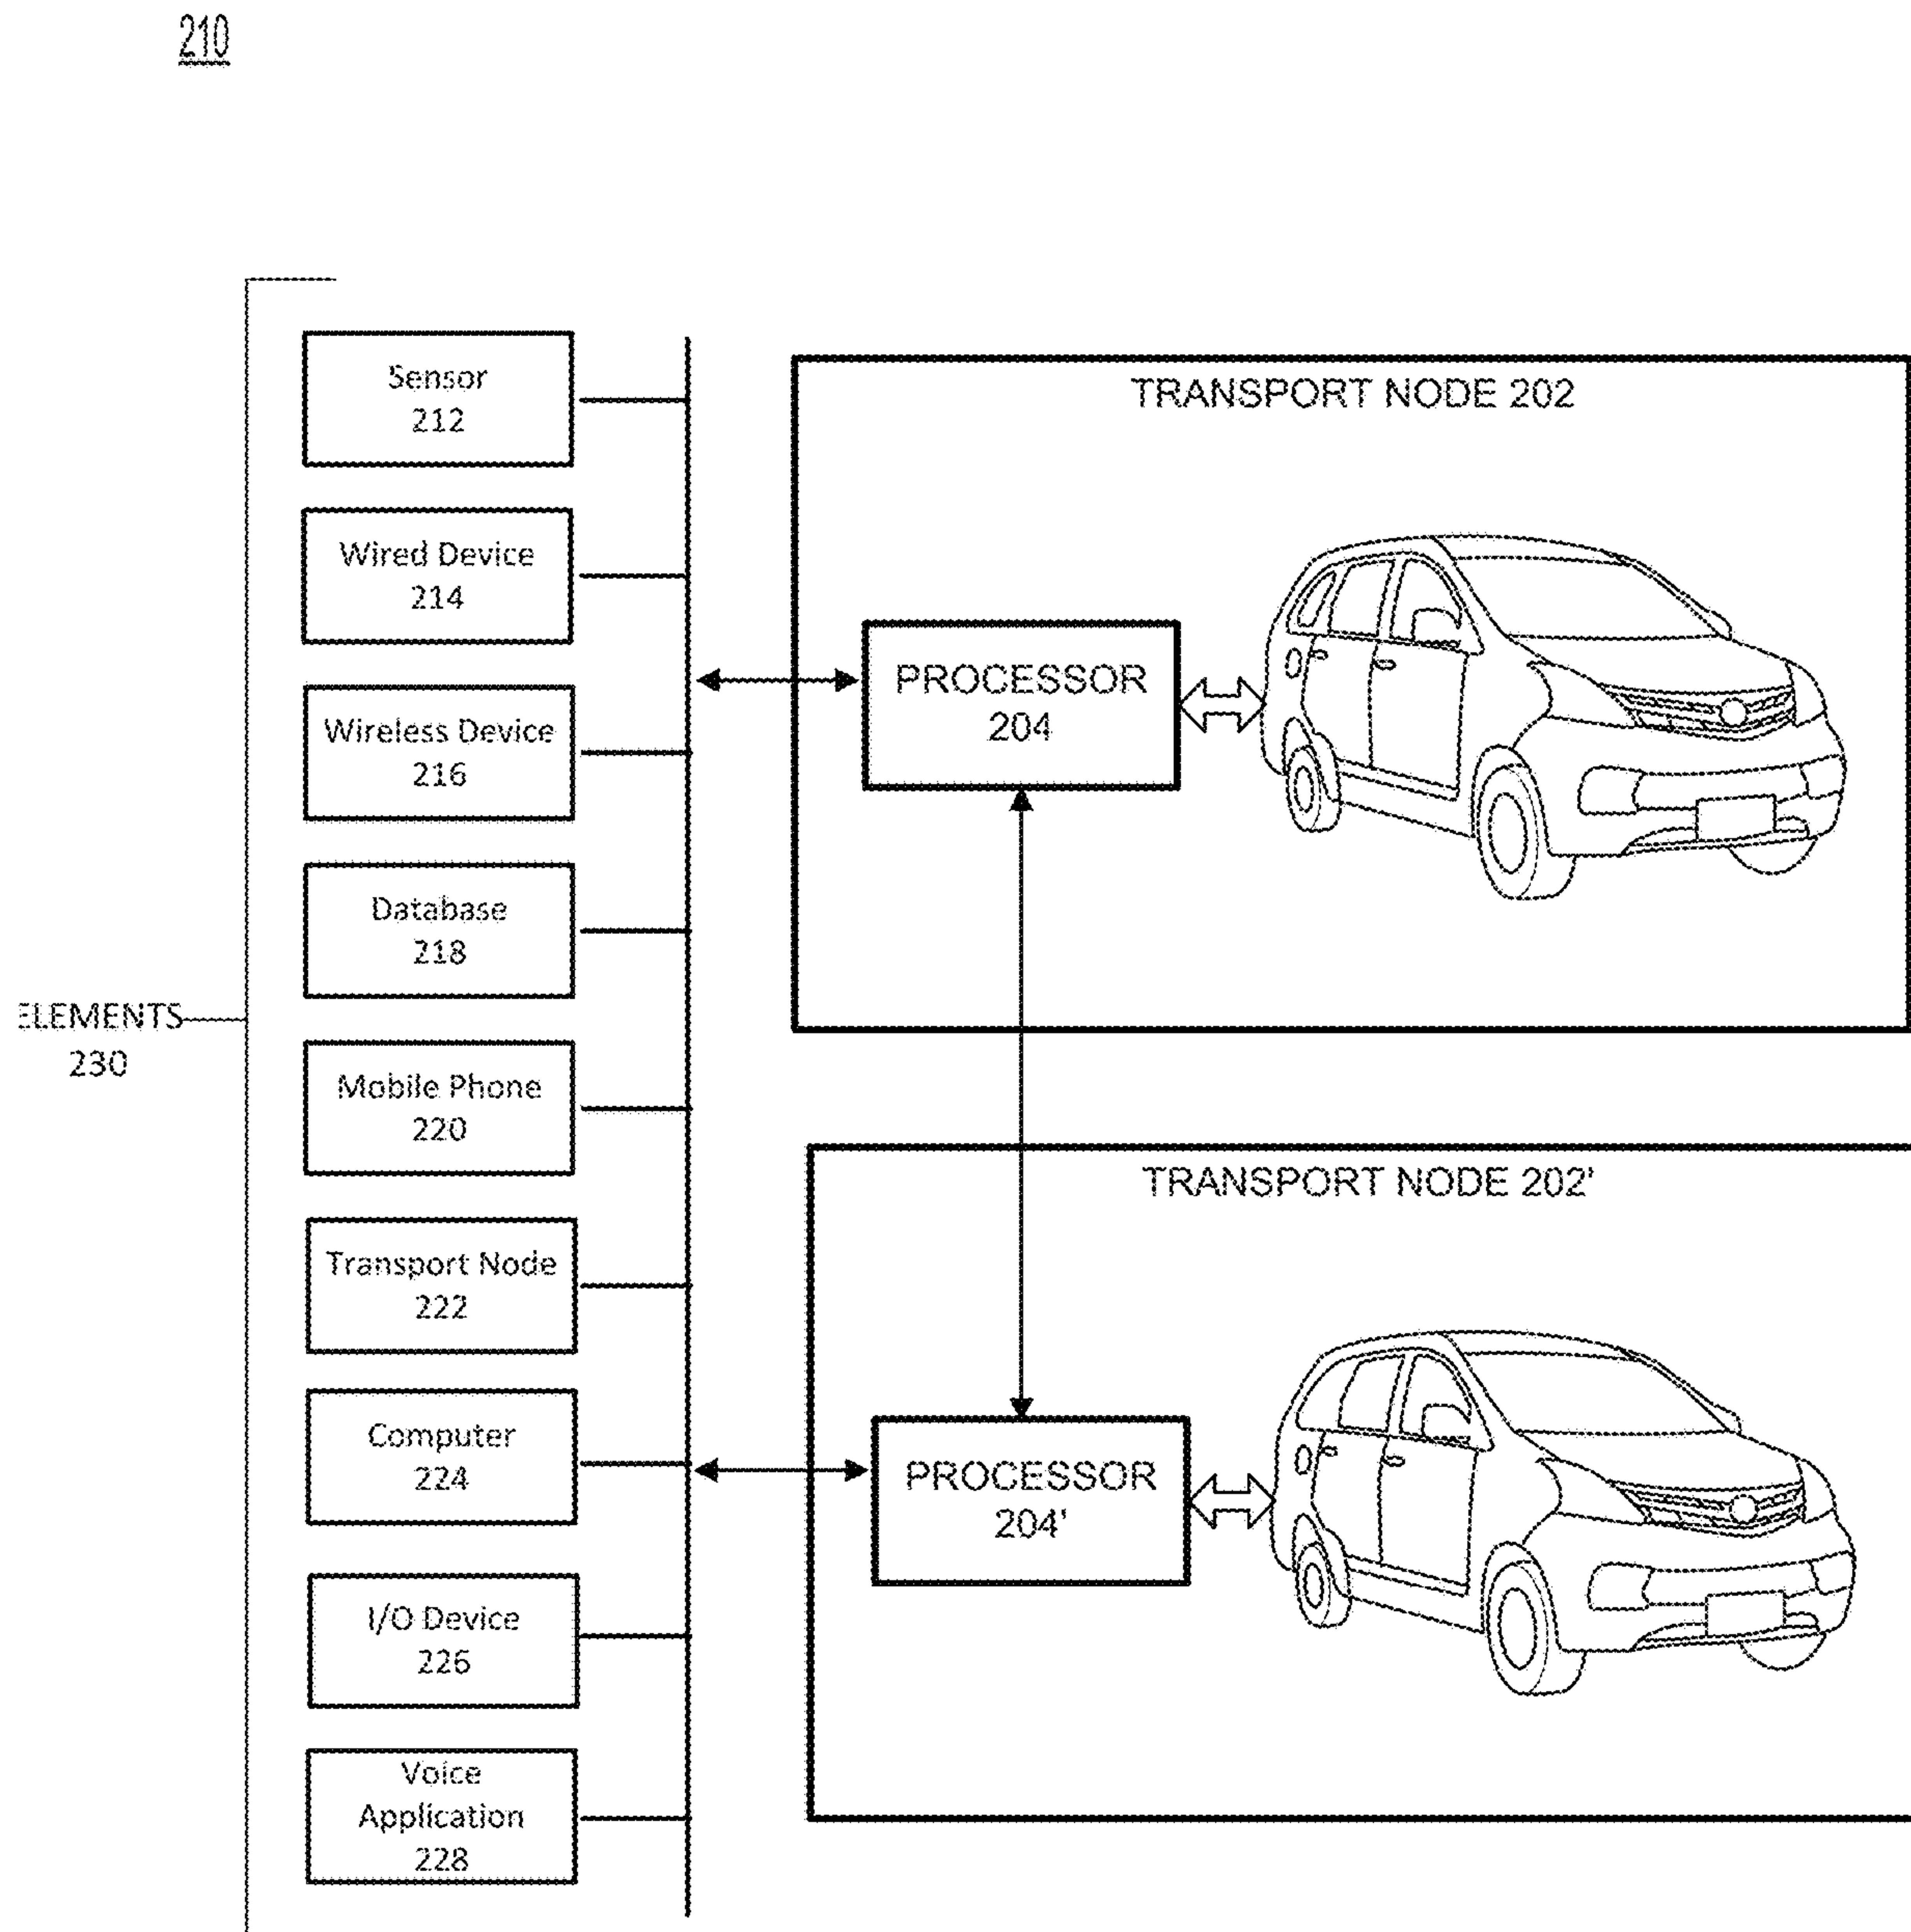 210
Sensor
212
Wired Device
214
Wireless Device
216
Database
218
Mobile Phone
220
Transport Node
222
Computer
224
I/O Device
226
Voice
Application
228
ELEMENTS
230
TRANSPORT NODE 202
PROCESSOR
204
TRANSPORT NODE 202'
PROCESSOR
204'